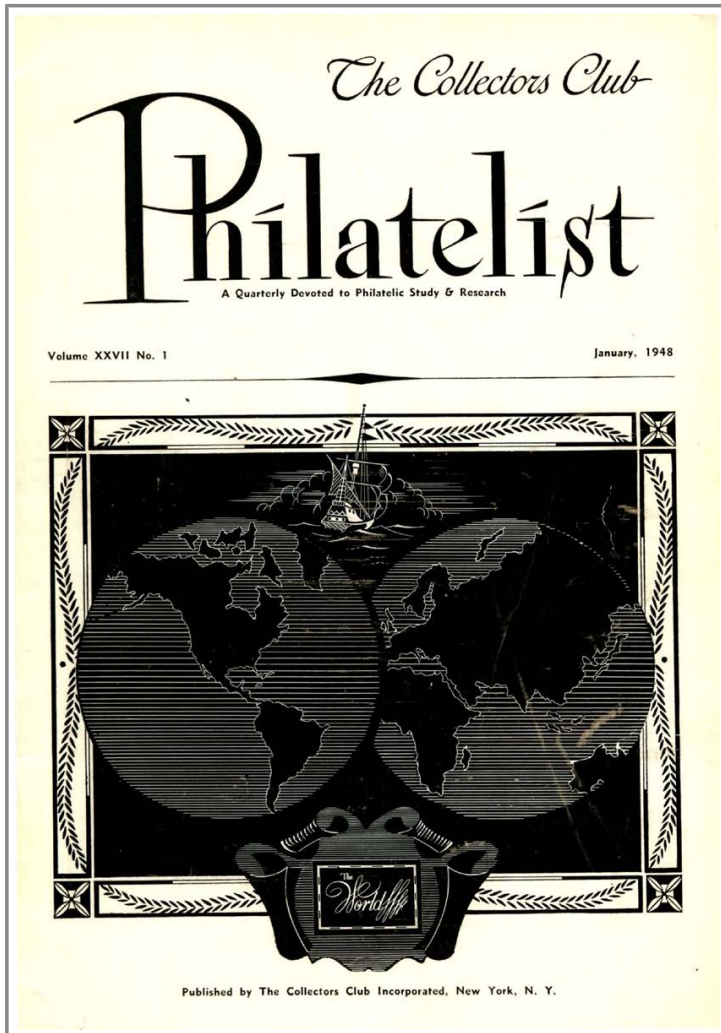 The Collectors Club
Philatelist
A Quarterly Devoted to Philatelic Study & Research
Volume XXVII No. 1
January, 1948
The
World
Published by The Collectors Club Incorporated, New York, N. Y.